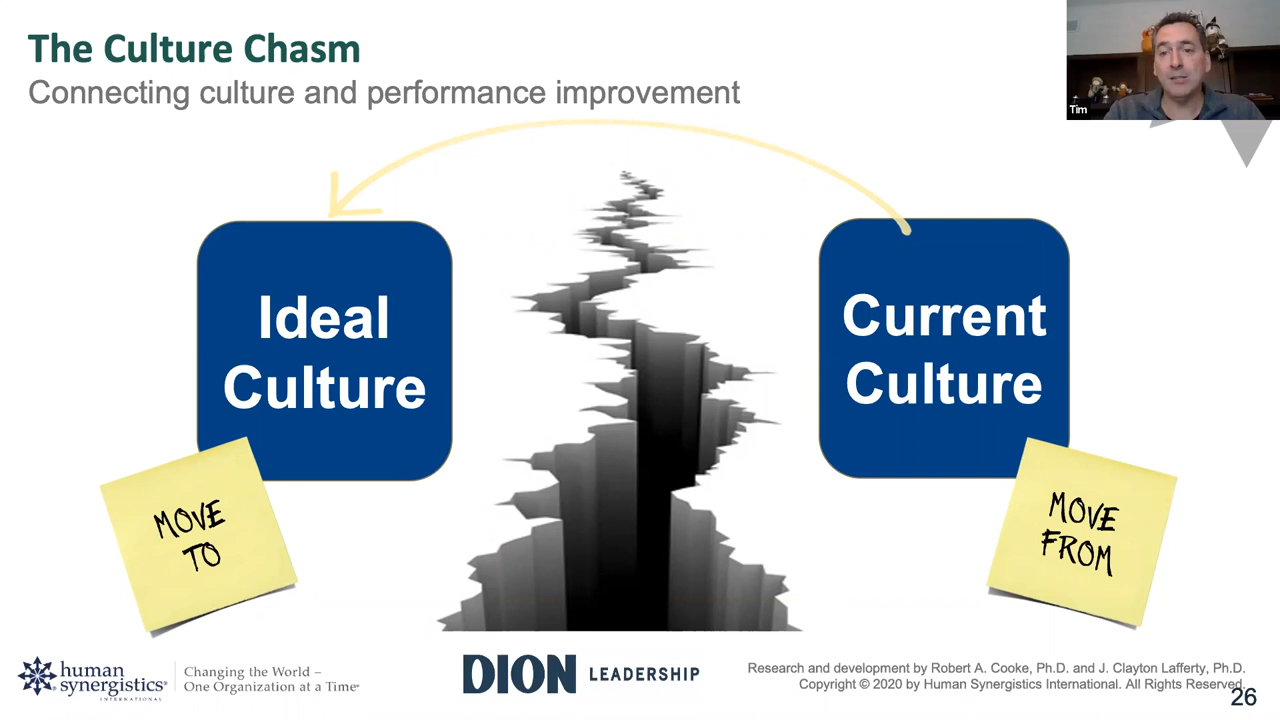 The Culture Chasm
Connecting culture and performance improvement
Tim
Ideal
Culture
Current
Culture
MOVE
TO
MOVE
FROM
human
synergistics®
INTERNATIONAL
Changing the World –
One Organization at a Time®
DION LEADERSHIP
Research and development by Robert A. Cooke, Ph.D. and J. Clayton Lafferty, Ph.D.
Copyright © 2020 by Human Synergistics International. All Rights Reserved.
26